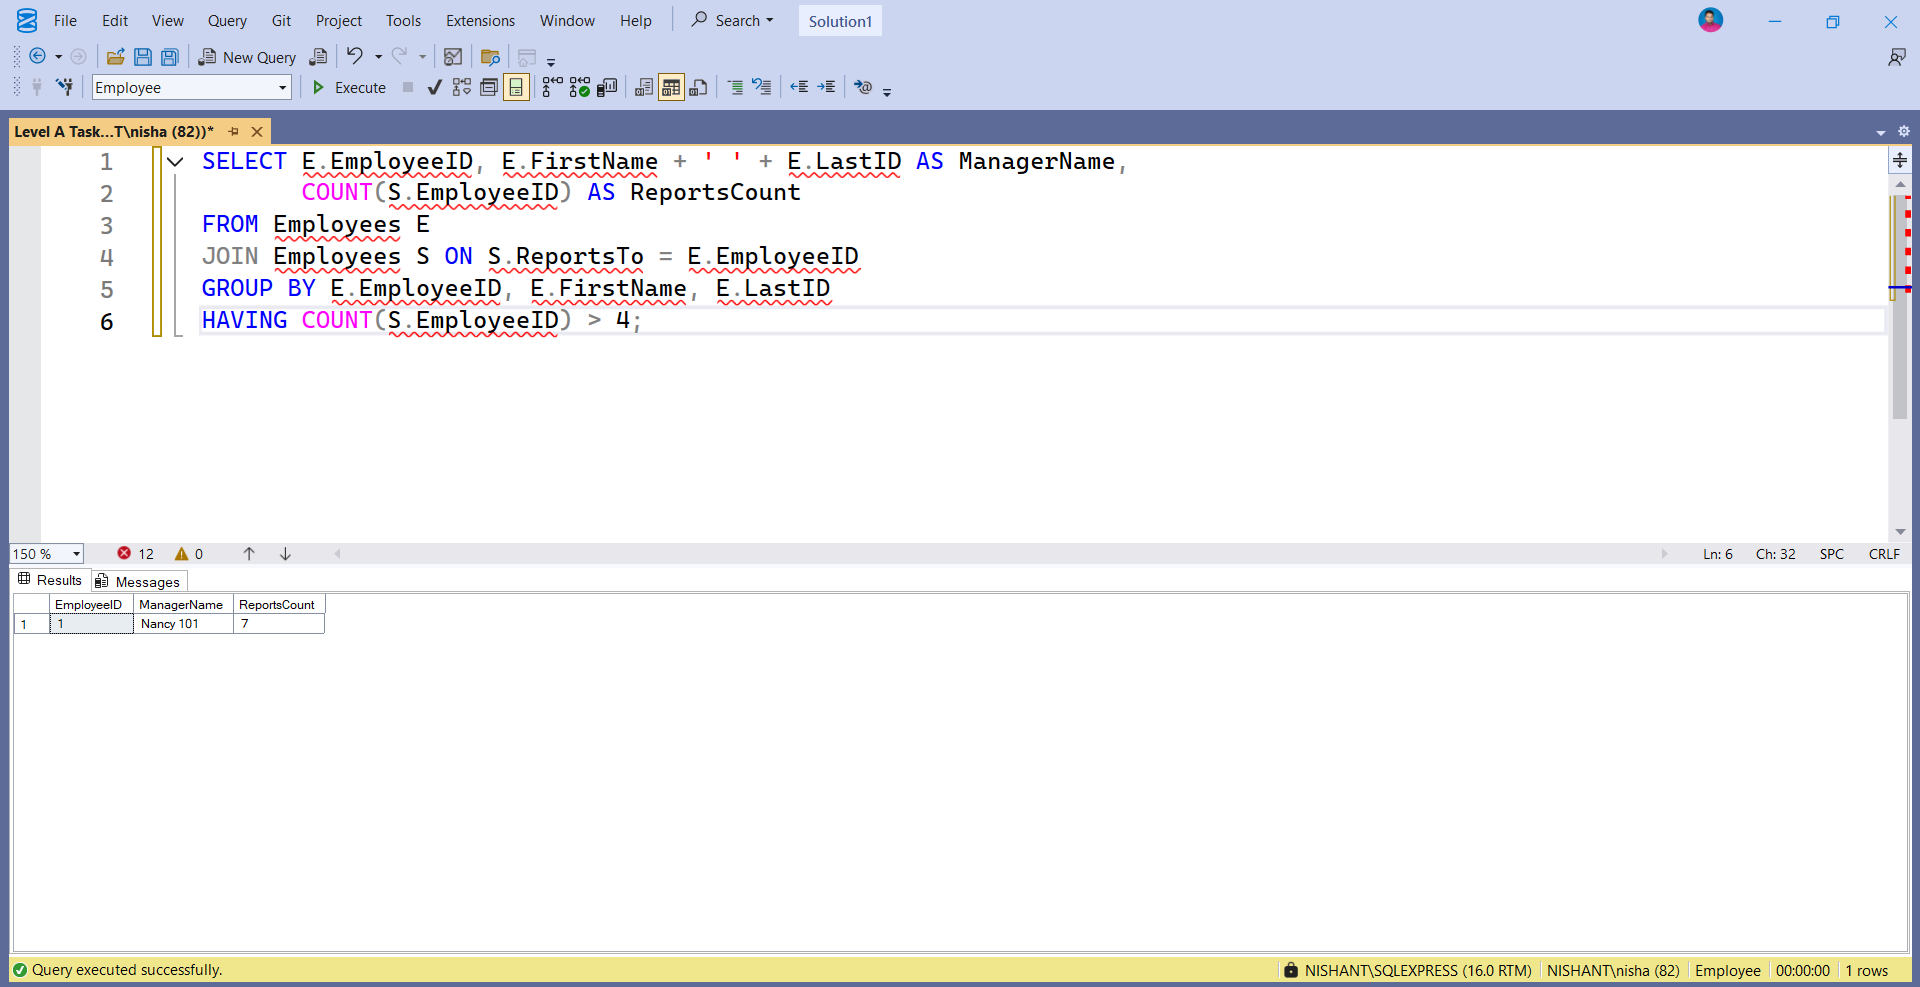 File Edit View Query Git Project Tools Extensions Window Help Search Solution1
New Query
Employee Execute
Level A Task...T\nisha (82))*
1 SELECT E.EmployeeID, E.FirstName + ' ' + E.LastID AS ManagerName,
2 COUNT(S.EmployeeID) AS ReportsCount
3 FROM Employees E
4 JOIN Employees S ON S.ReportsTo = E.EmployeeID
5 GROUP BY E.EmployeeID, E.FirstName, E.LastID
6 HAVING COUNT(S.EmployeeID) > 4;
150 % 12 0 Ln: 6 Ch: 32 SPC CRLF
Results Messages
EmployeeID ManagerName ReportsCount
1 1 Nancy 101 7
Query executed successfully. NISHANT\SQLEXPRESS (16.0 RTM) NISHANT\nisha (82) Employee 00:00:00 1 rows